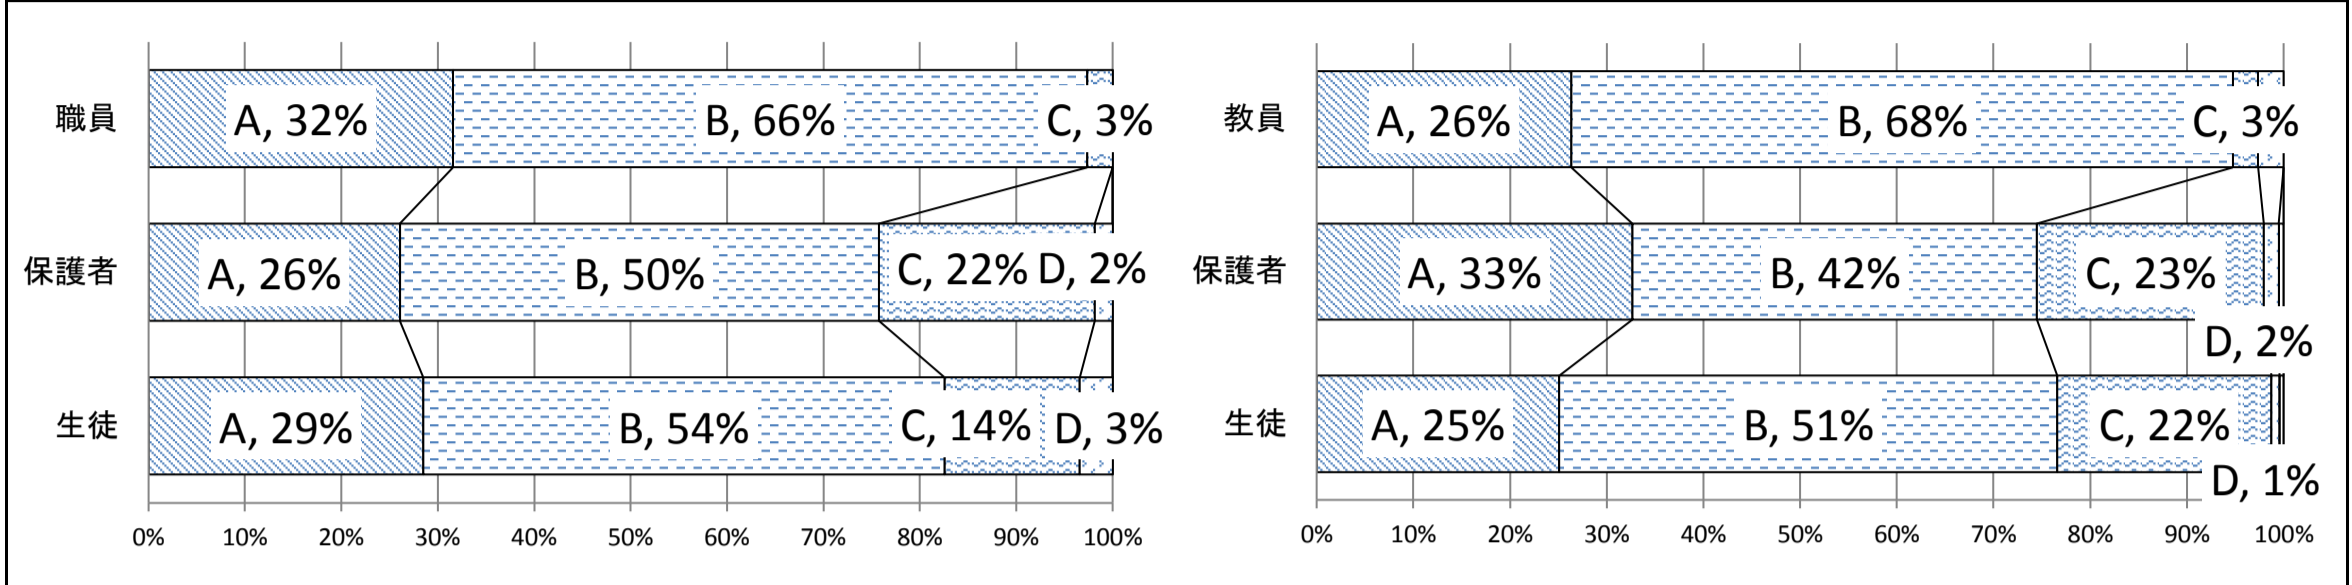 職員 A, 32% B, 66% C, 3%
保護者 A, 26% B, 50% C, 22% D, 2%
生徒 A, 29% B, 54% C, 14% D, 3%
0% 10% 20% 30% 40% 50% 60% 70% 80% 90% 100%
教員 A, 26% B, 68% C, 3%
保護者 A, 33% B, 42% C, 23%
D, 2%
生徒 A, 25% B, 51% C, 22%
D, 1%
0% 10% 20% 30% 40% 50% 60% 70% 80% 90% 100%